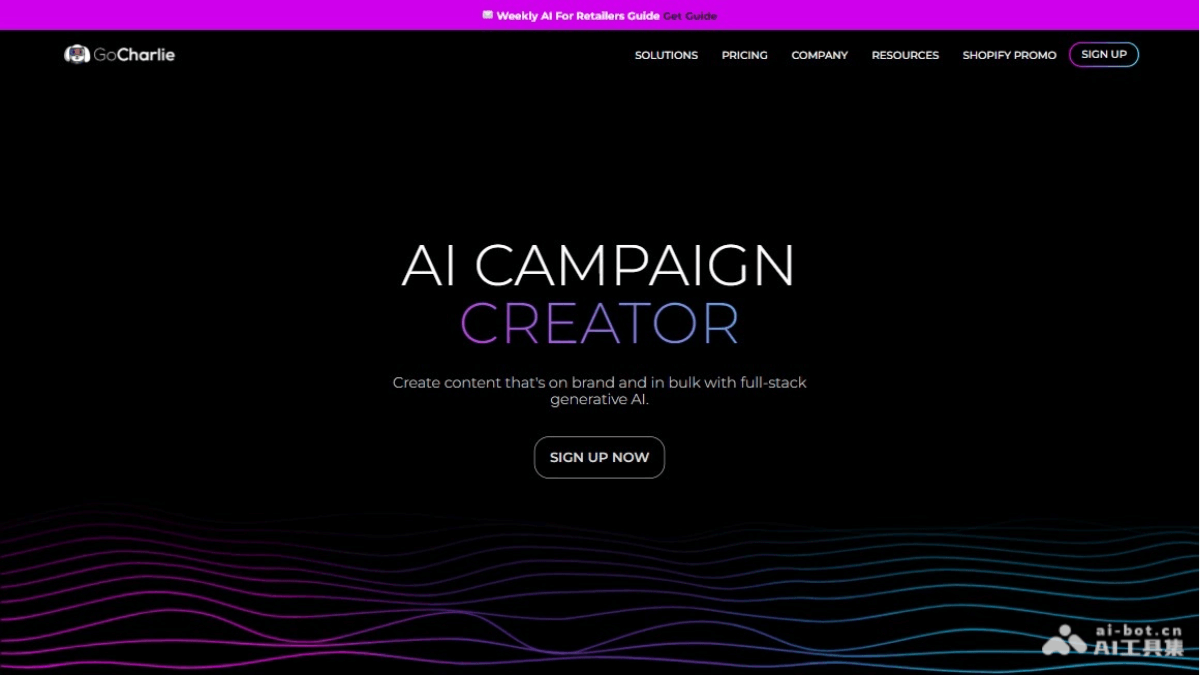 Weekly AI For Retailers Guide Get Guide
GoCharlie
SOLUTIONS PRICING COMPANY RESOURCES SHOPIFY PROMO SIGN UP
AI CAMPAIGN
CREATOR
Create content that's on brand and in bulk with full-stack
generative AI.
SIGN UP NOW
ai-bot.cn
AI工具集